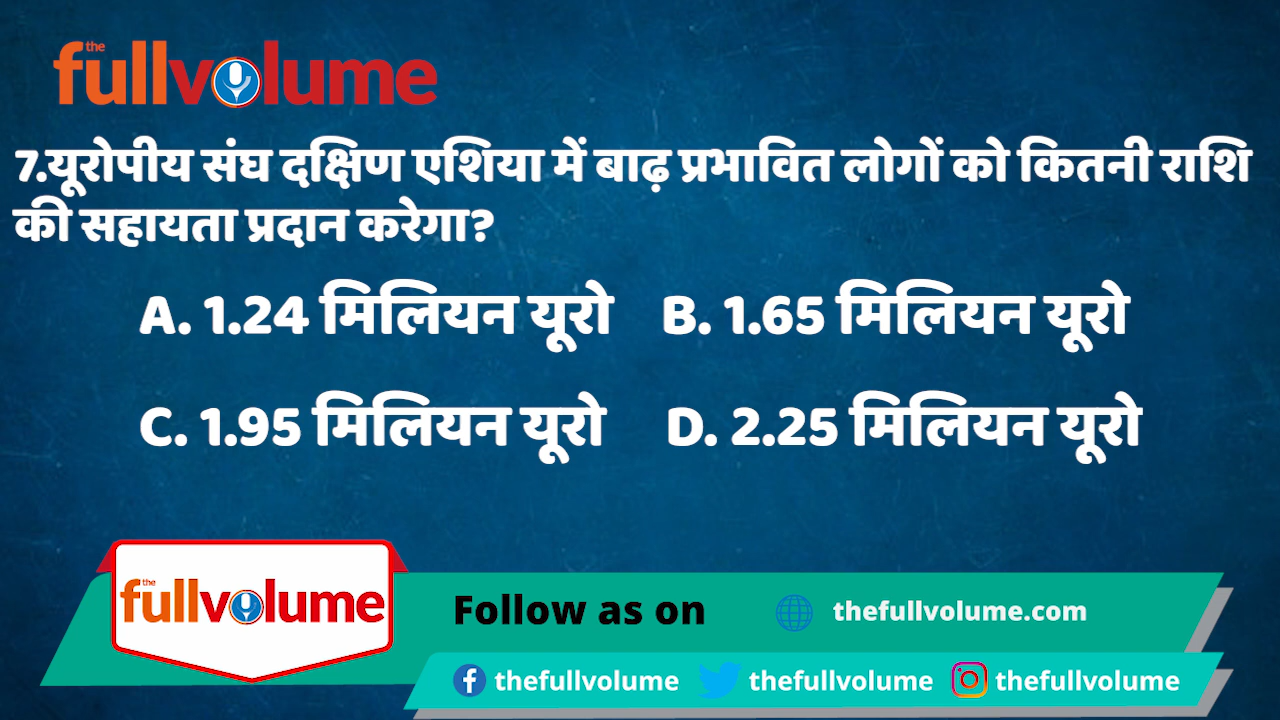 the
fullvolume
7.यूरोपीय संघ दक्षिण एशिया में बाढ़ प्रभावित लोगों को कितनी राशि
की सहायता प्रदान करेगा?
A. 1.24 मिलियन यूरो B. 1.65 मिलियन यूरो
C. 1.95 मिलियन यूरो D. 2.25 मिलियन यूरो
the
fullvolume
Follow as on thefullvolume.com
thefullvolume thefullvolume thefullvolume